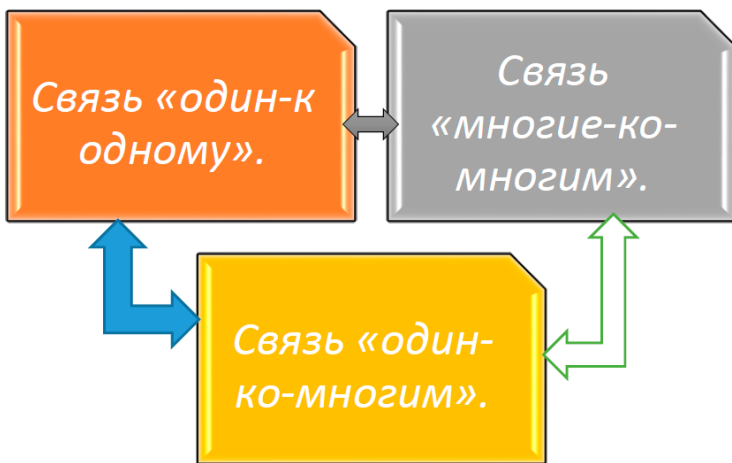 Связь «один-к
одному».
Связь
«многие-ко-
многим».
Связь «один-
ко-многим».